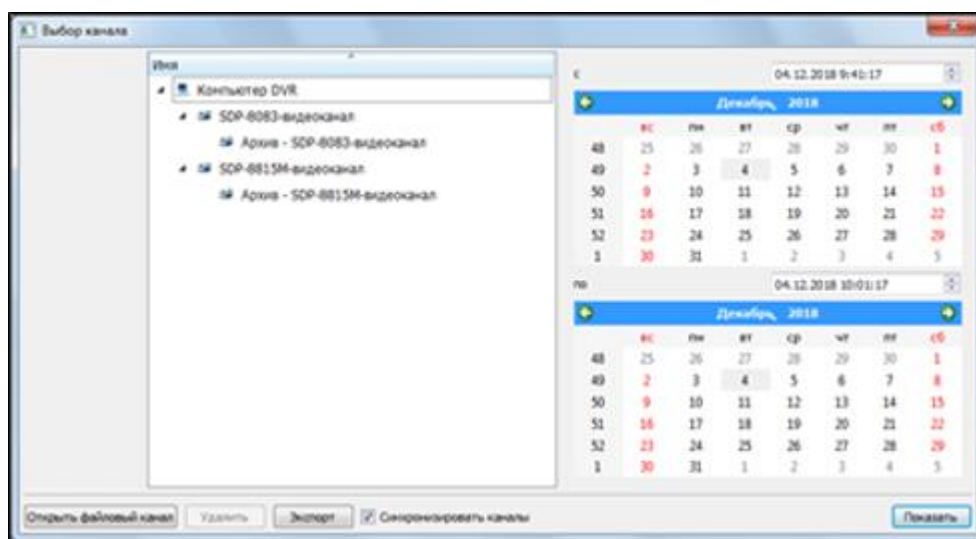 Выбор канала
Имя
Компьютер DVR
SDP-8083-видеоканал
Архив - SDP-8083-видеоканал
SDP-8815M-видеоканал
Архив - SDP-8815M-видеоканал
с 04.12.2018 9:41:17
Декабрь, 2018
вс пн вт ср чт пт сб
48 25 26 27 28 29 30 1
49 2 3 4 5 6 7 8
50 9 10 11 12 13 14 15
51 16 17 18 19 20 21 22
52 23 24 25 26 27 28 29
1 30 31 1 2 3 4 5
по 04.12.2018 10:01:17
Декабрь, 2018
вс пн вт ср чт пт сб
48 25 26 27 28 29 30 1
49 2 3 4 5 6 7 8
50 9 10 11 12 13 14 15
51 16 17 18 19 20 21 22
52 23 24 25 26 27 28 29
1 30 31 1 2 3 4 5
Открыть файловый канал Удалить Экспорт Синхронизировать каналы Показать